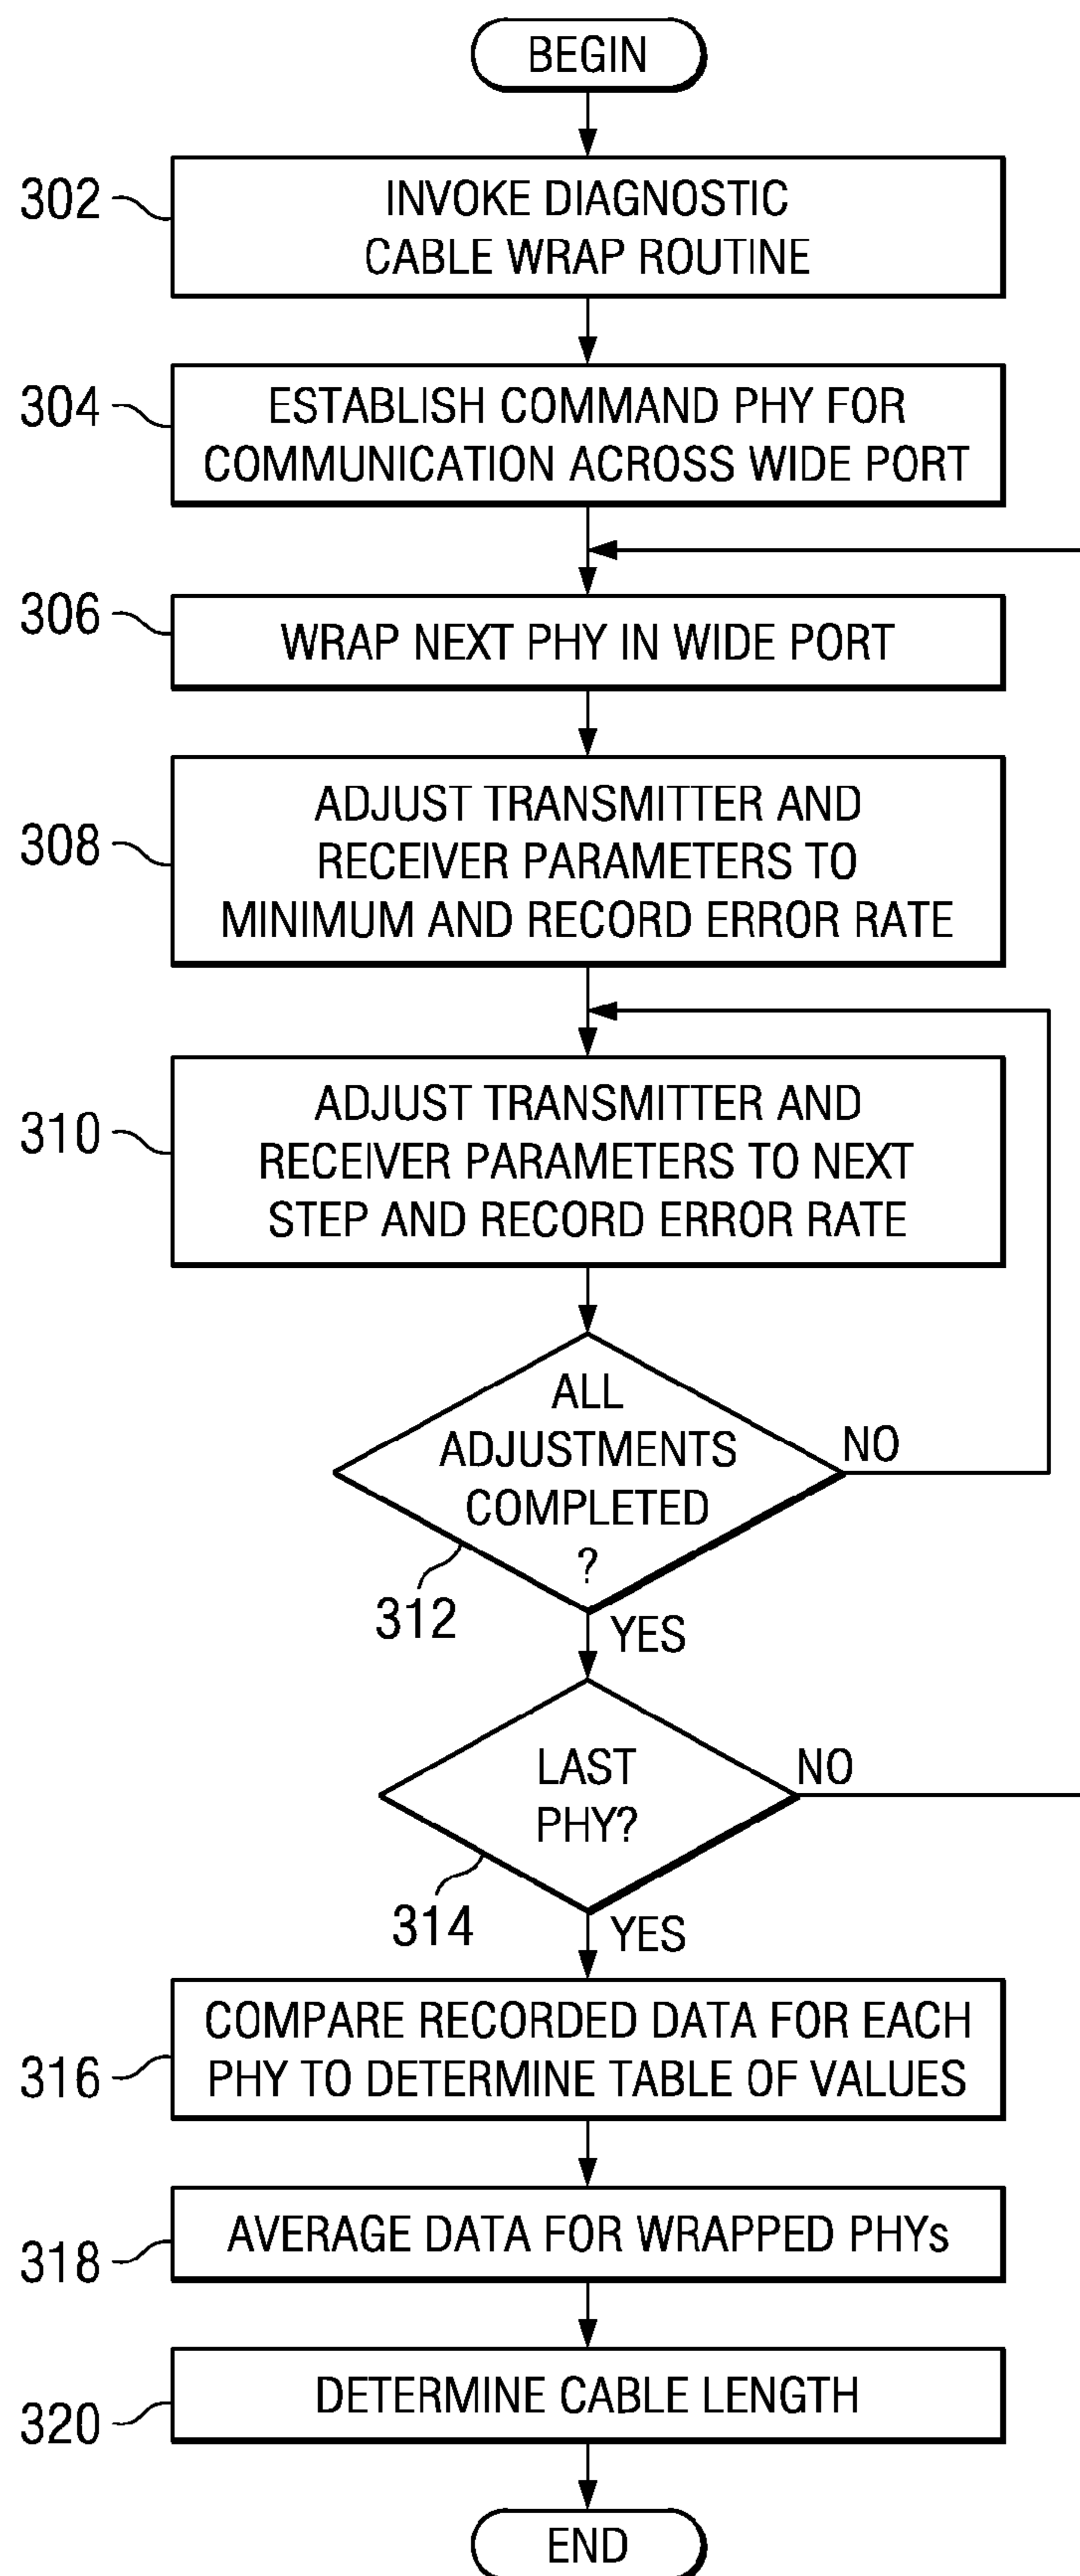 BEGIN
302
INVOKE DIAGNOSTIC
CABLE WRAP ROUTINE
304
ESTABLISH COMMAND PHY FOR
COMMUNICATION ACROSS WIDE PORT
306
WRAP NEXT PHY IN WIDE PORT
308
ADJUST TRANSMITTER AND
RECEIVER PARAMETERS TO
MINIMUM AND RECORD ERROR RATE
310
ADJUST TRANSMITTER AND
RECEIVER PARAMETERS TO NEXT
STEP AND RECORD ERROR RATE
ALL
ADJUSTMENTS
COMPLETED
?
NO
312
YES
LAST
PHY?
NO
314
YES
316
COMPARE RECORDED DATA FOR EACH
PHY TO DETERMINE TABLE OF VALUES
318
AVERAGE DATA FOR WRAPPED PHYs
320
DETERMINE CABLE LENGTH
END